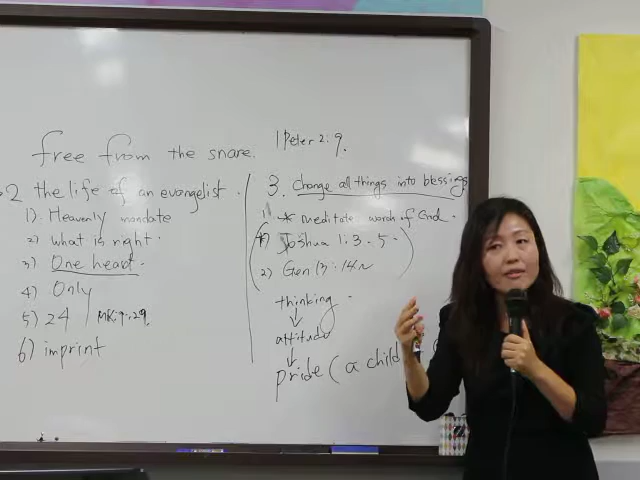 free from the snare.
1 Peter 2:9.
2 the life of an evangelist.
1). Heavenly mandate
2) what is right.
3) One heart.
4) Only
5) 24 MK:9:29.
6) imprint
3. Change all things into blessings
1. * meditate word of God.
1) Joshua 1:3.5.
2) Gen 13:14~
thinking.
↓
attitude
↓
pride (a child